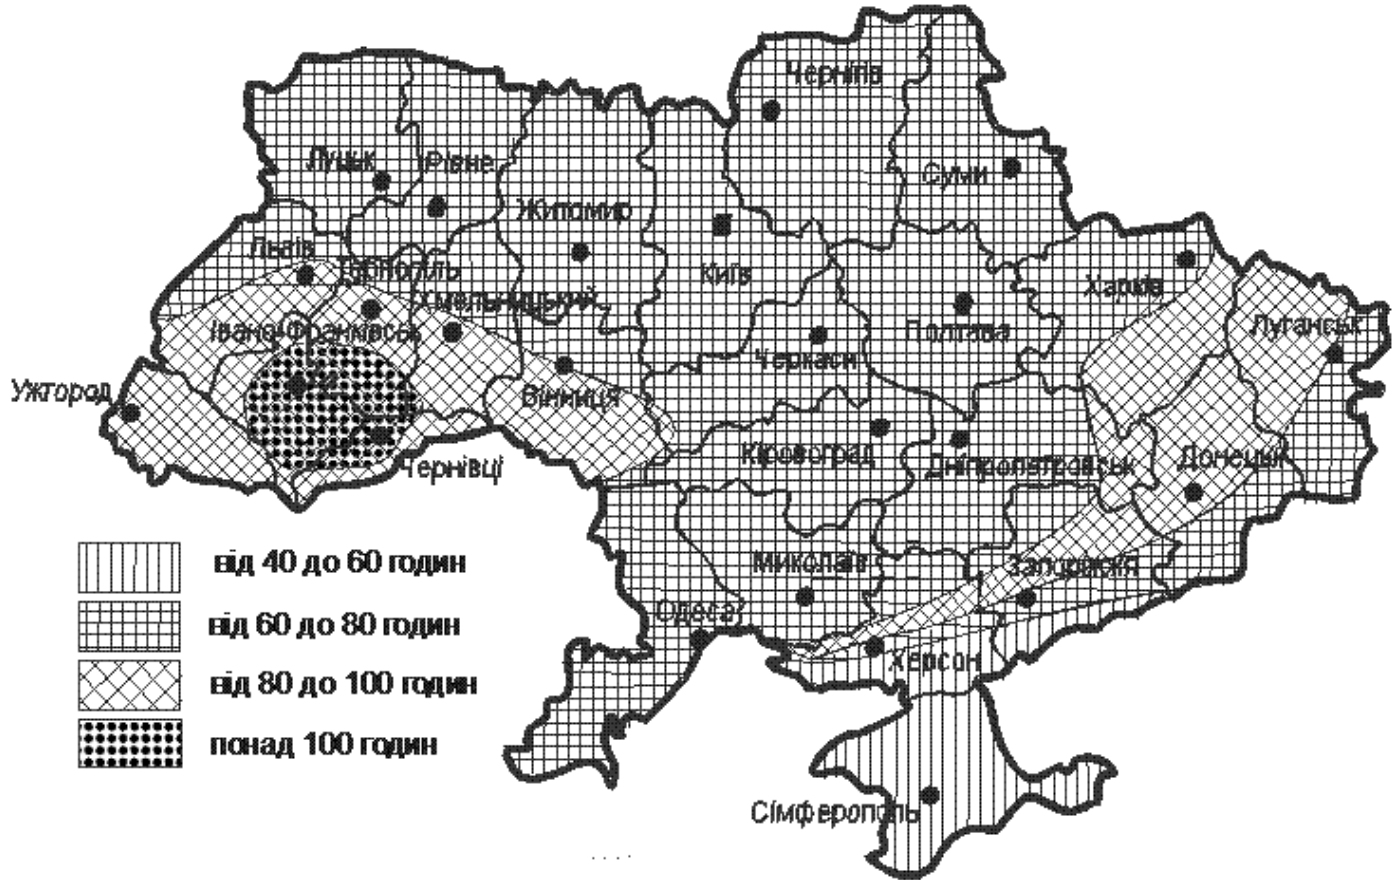 Чернігів
Луцьк
Рівне
Суми
Житомир
Львів
Тернопіль
Київ
Харків
Хмельницький
Івано-Франківськ
Полтава
Луганськ
Черкаси
Ужгород
Вінниця
Кіровоград
Дніпропетровськ
Донецьк
Чернівці
від 40 до 60 годин
Миколаїв
Запоріжжя
Одеса
від 60 до 80 годин
Херсон
від 80 до 100 годин
понад 100 годин
Сімферополь